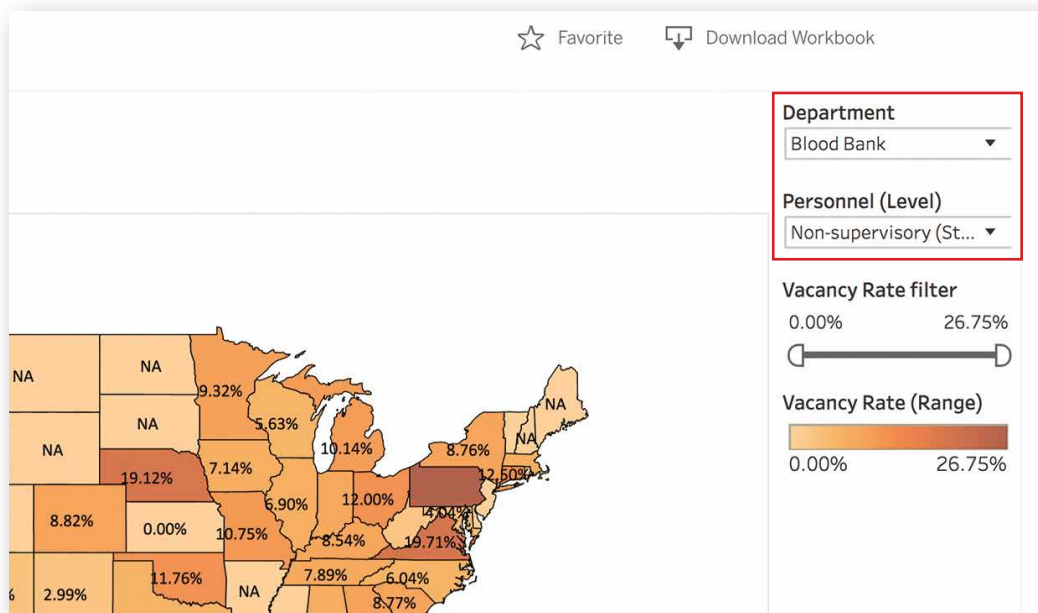 Favorite
Download Workbook
Department
Blood Bank
Personnel (Level)
Non-supervisory (St...
Vacancy Rate filter
0.00% 26.75%
Vacancy Rate (Range)
0.00% 26.75%
NA
NA
9.32%
NA
NA
5.63%
NA
NA
10.14%
8.76%
NA
19.12%
7.14%
12.50%
8.82%
0.00%
6.90%
12.00%
4.04%
10.75%
8.54%
19.71%
11.76%
7.89%
6.04%
%
2.99%
NA
8.77%